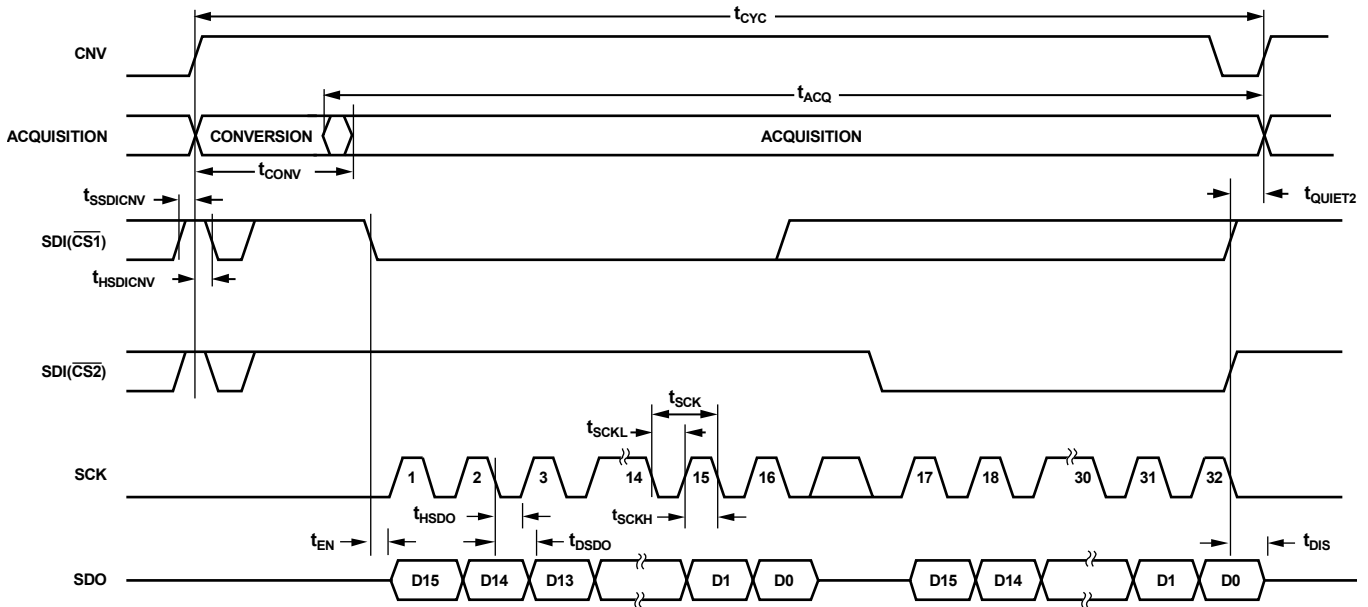 tCYC
CNV
tACQ
ACQUISITION CONVERSION ACQUISITION
tCONV
tSSDICNV
tQUIET2
SDI(CS1)
tHSDICNV
SDI(CS2)
tSCK
tSCKL
SCK 1 2 3 14 15 16 17 18 30 31 32
tHSDO tSCKH
tEN tDSDO tDIS
SDO D15 D14 D13 D1 D0 D15 D14 D1 D0